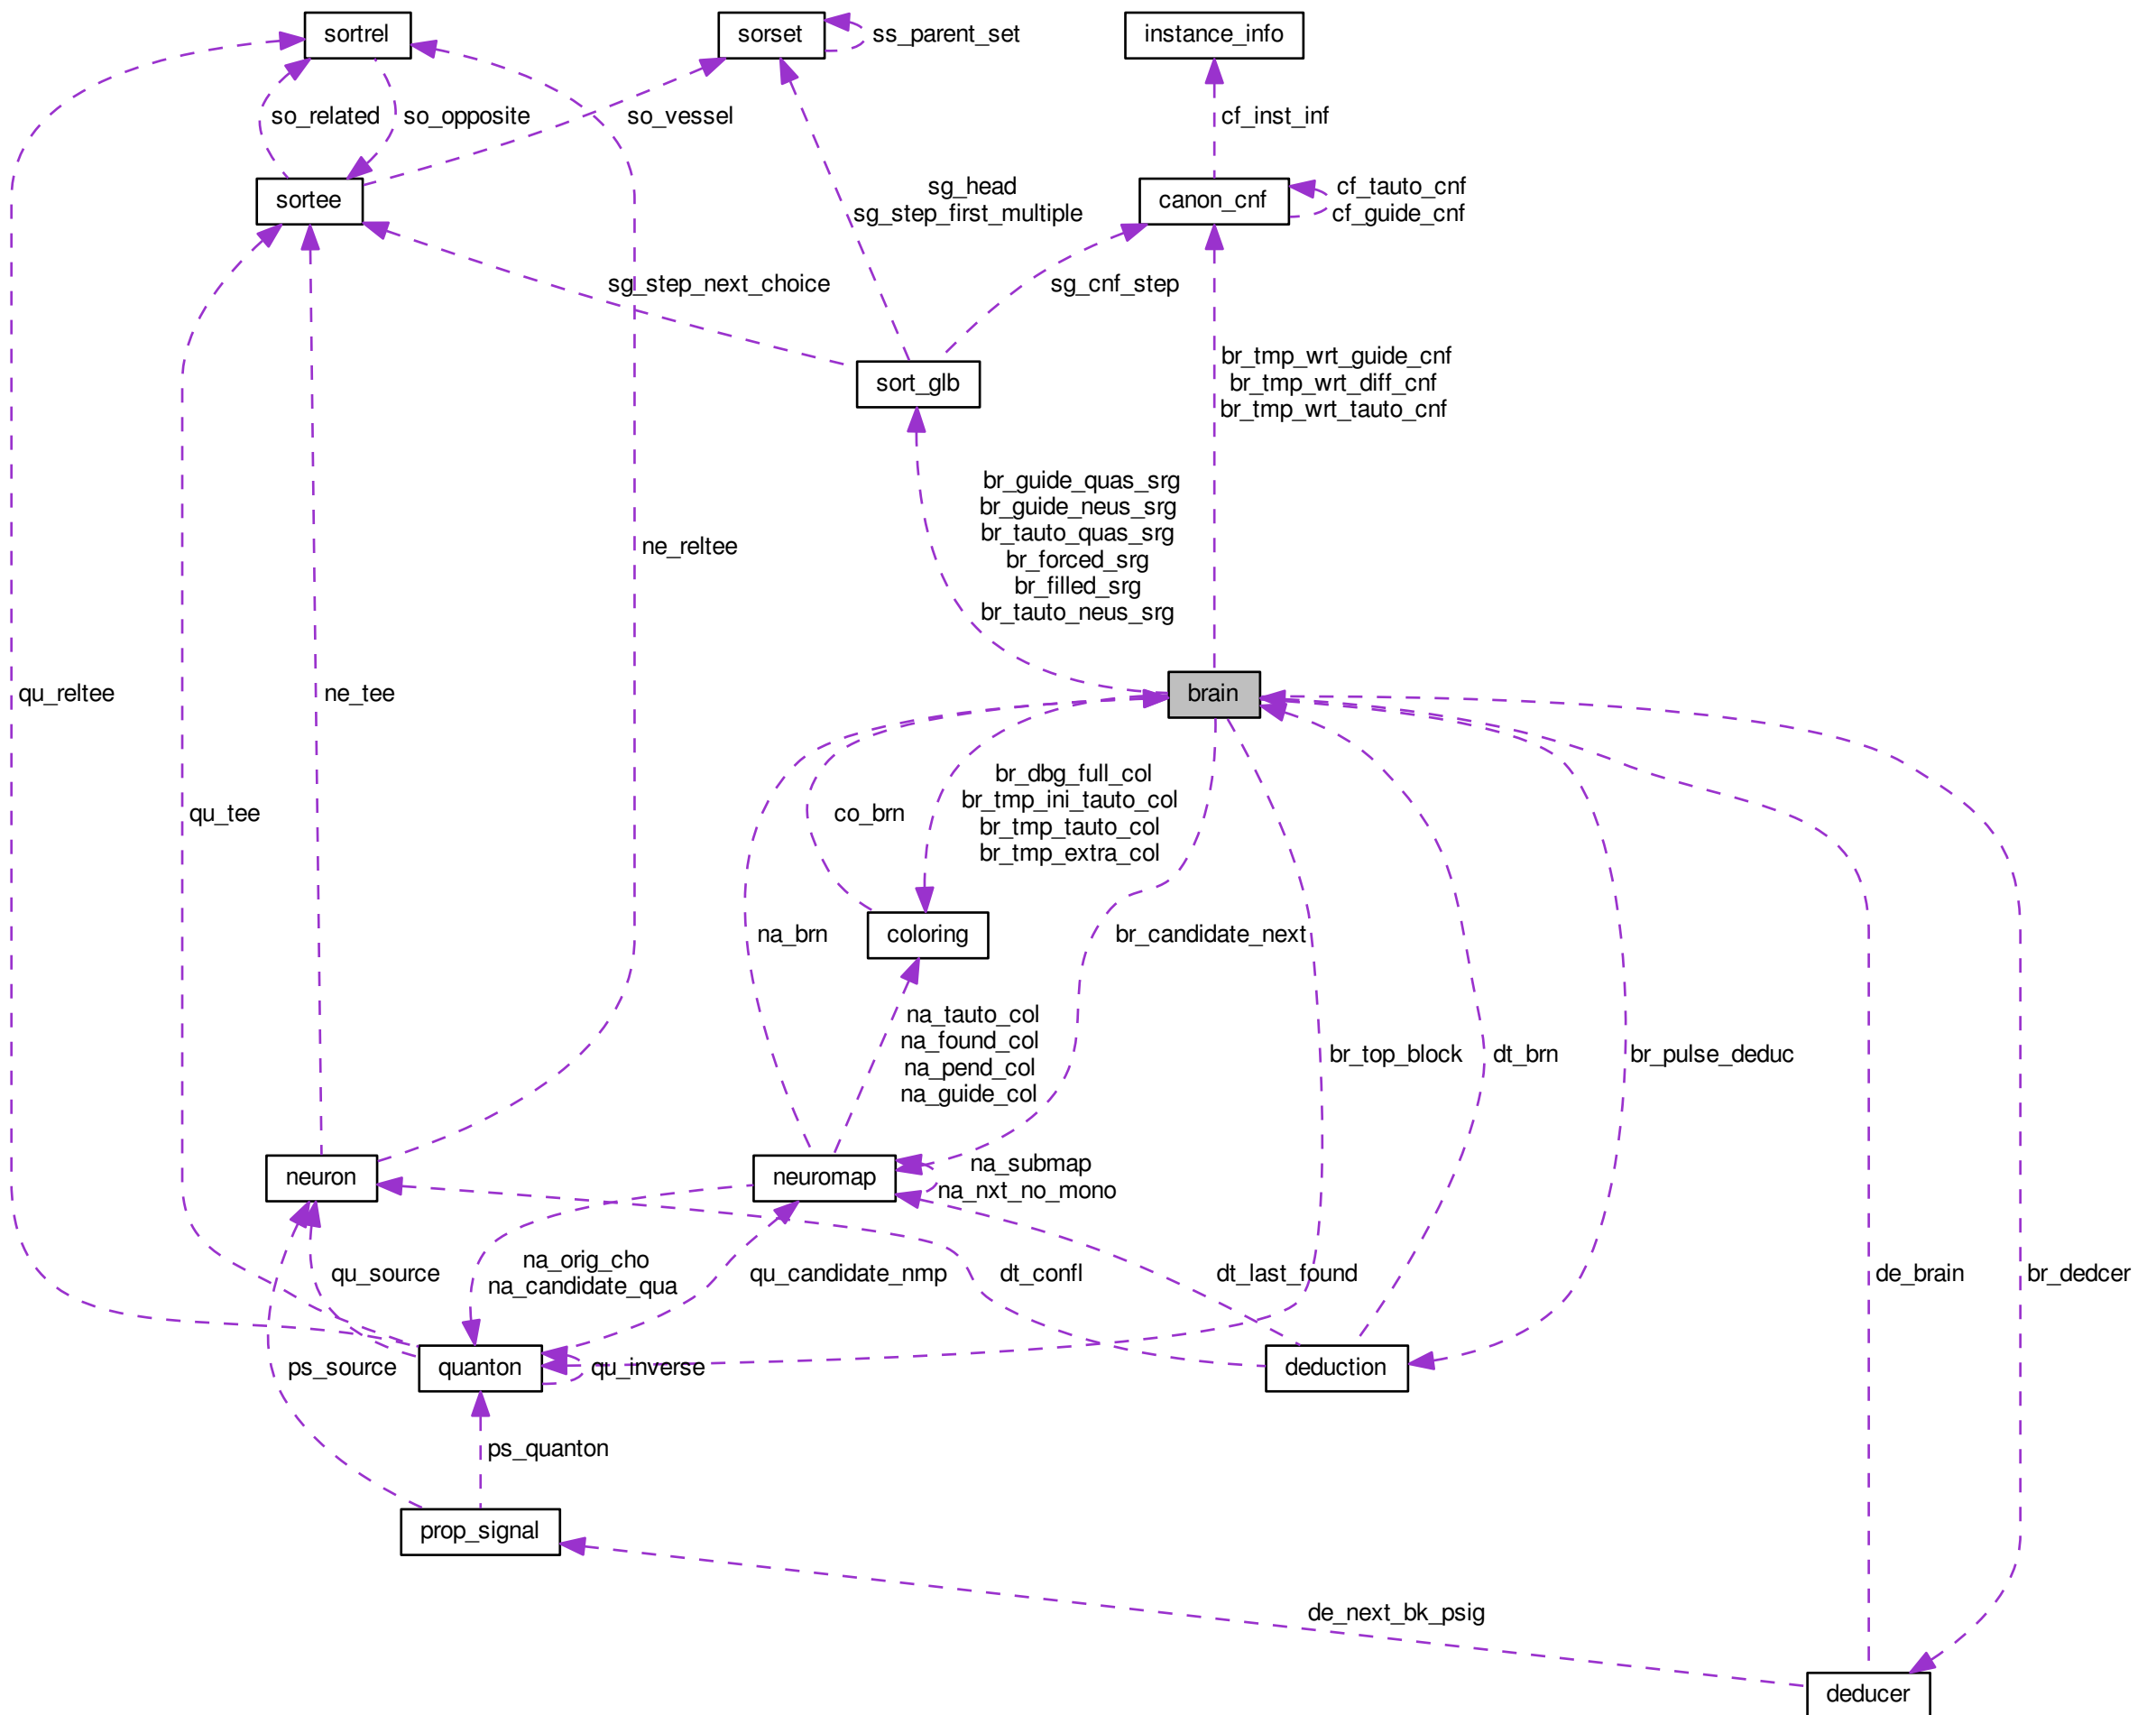 sortrel
sorset
ss_parent_set
instance_info
so_related
so_opposite
so_vessel
cf_inst_inf
sortee
sg_head
sg_step_first_multiple
canon_cnf
cf_tauto_cnf
cf_guide_cnf
sg_step_next_choice
sg_cnf_step
sort_glb
br_tmp_wrt_guide_cnf
br_tmp_wrt_diff_cnf
br_tmp_wrt_tauto_cnf
br_guide_quas_srg
br_guide_neus_srg
br_tauto_quas_srg
br_forced_srg
br_filled_srg
br_tauto_neus_srg
ne_reltee
qu_reltee
ne_tee
brain
qu_tee
co_brn
br_dbg_full_col
br_tmp_ini_tauto_col
br_tmp_tauto_col
br_tmp_extra_col
na_brn
coloring
br_candidate_next
na_tauto_col
na_found_col
na_pend_col
na_guide_col
br_top_block
dt_brn
br_pulse_deduc
neuron
neuromap
na_submap
na_nxt_no_mono
qu_source
na_orig_cho
na_candidate_qua
qu_candidate_nmp
dt_confl
dt_last_found
de_brain
br_dedcer
ps_source
quanton
qu_inverse
deduction
ps_quanton
prop_signal
de_next_bk_psig
deducer